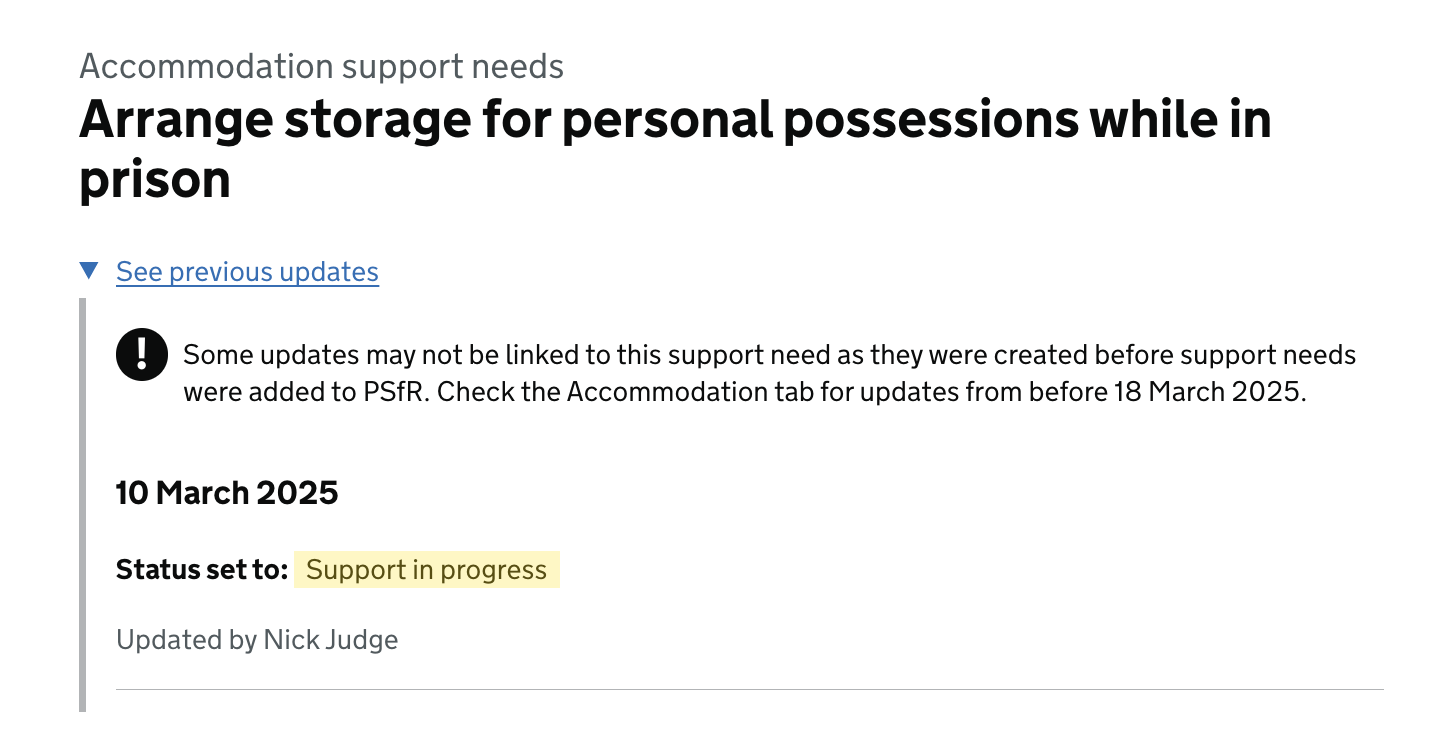 Accommodation support needs
Arrange storage for personal possessions while in
prison
See previous updates
! Some updates may not be linked to this support need as they were created before support needs
were added to PSfR. Check the Accommodation tab for updates from before 18 March 2025.
10 March 2025
Status set to: Support in progress
Updated by Nick Judge